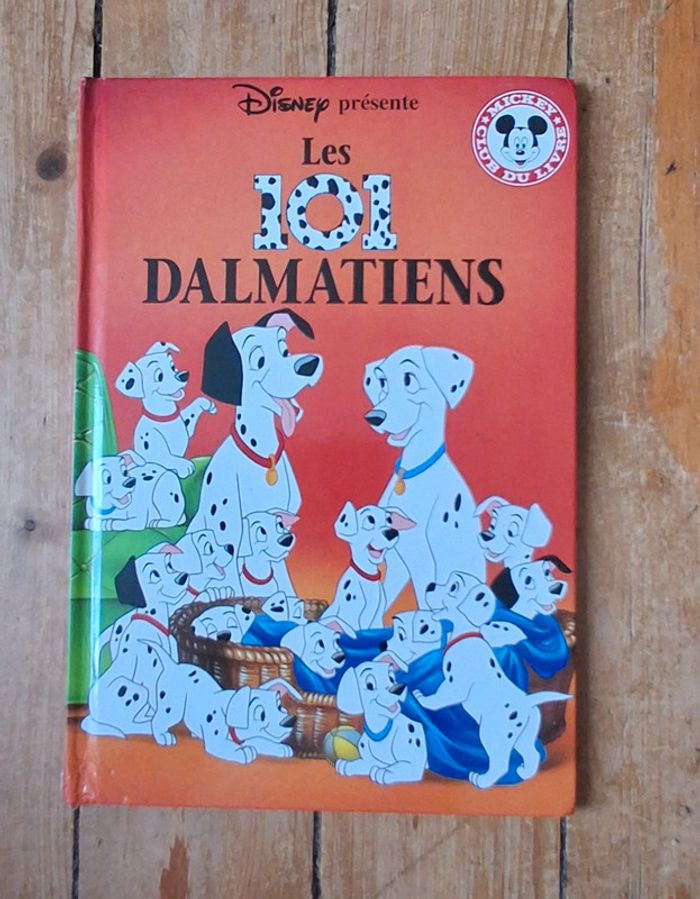 Disney présente
Les
101
DALMATIENS
★ MICKEY ★
CLUB DU LIVRE